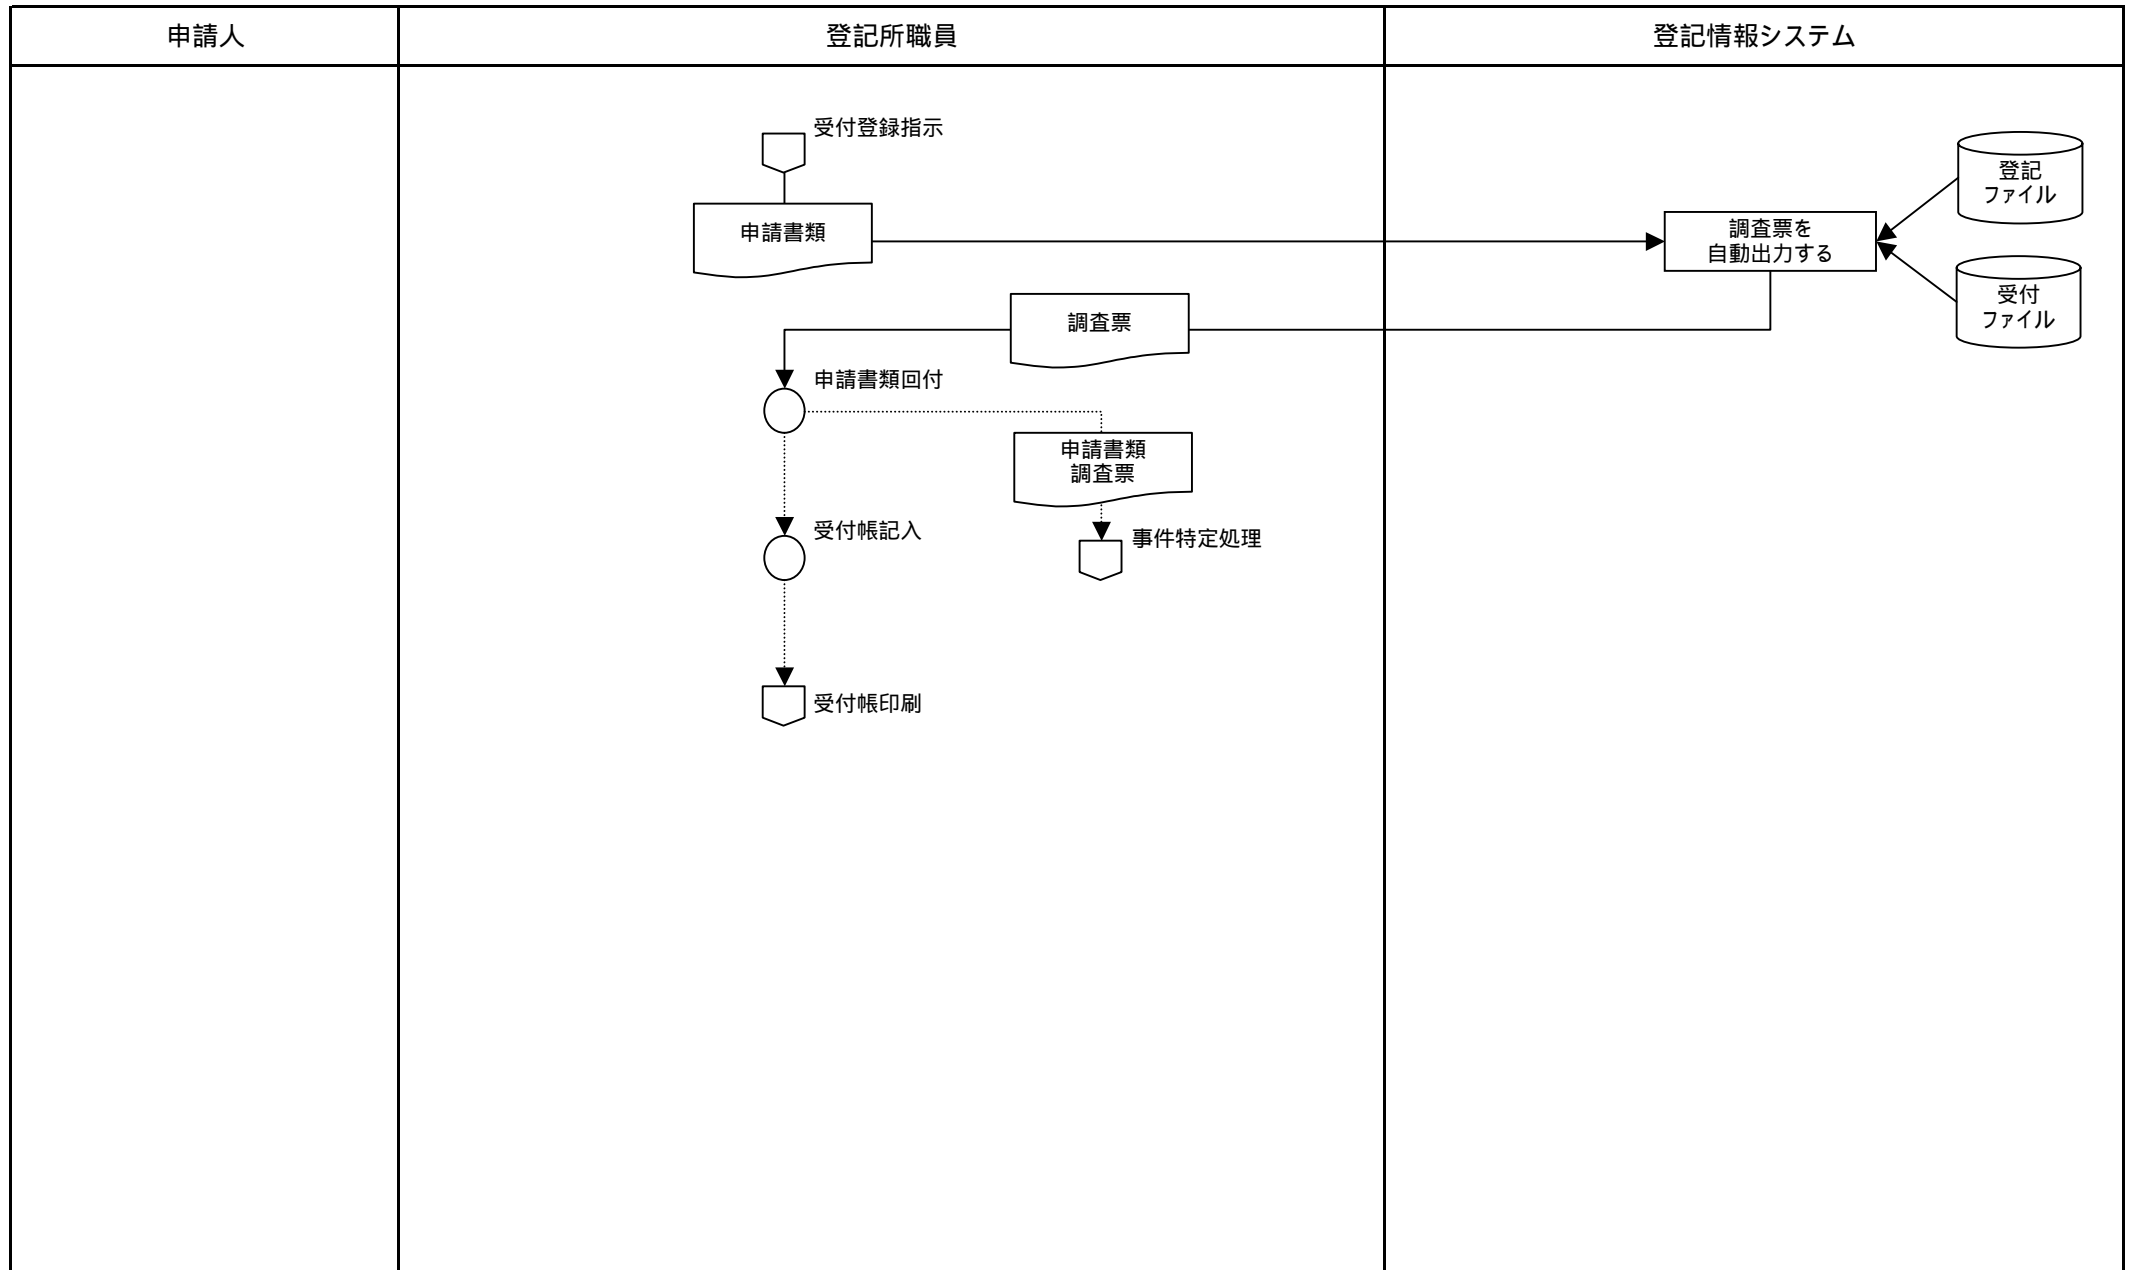 申請人
登記所職員
登記情報システム
受付登録指示
申請書類
調査票を
自動出力する
登記
ファイル
受付
ファイル
調査票
申請書類回付
申請書類
調査票
受付帳記入
事件特定処理
受付帳印刷